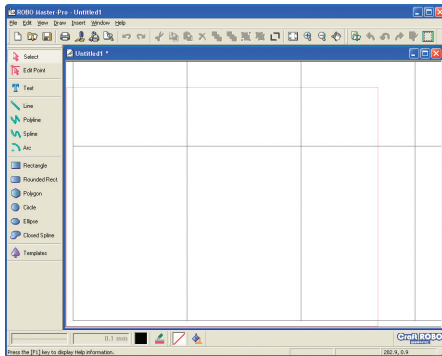 ROBO Master-Pro - Untitled1
File Edit View Draw Insert Window Help
Untitled1 *
Select
Edit Point
Text
Line
Polyline
Spline
Arc
Rectangle
Rounded Rect.
Polygon
Circle
Ellipse
Closed Spline
Templates
0.1 mm
Craft ROBO
Press the [F1] key to display Help information.
282.9, 0.9